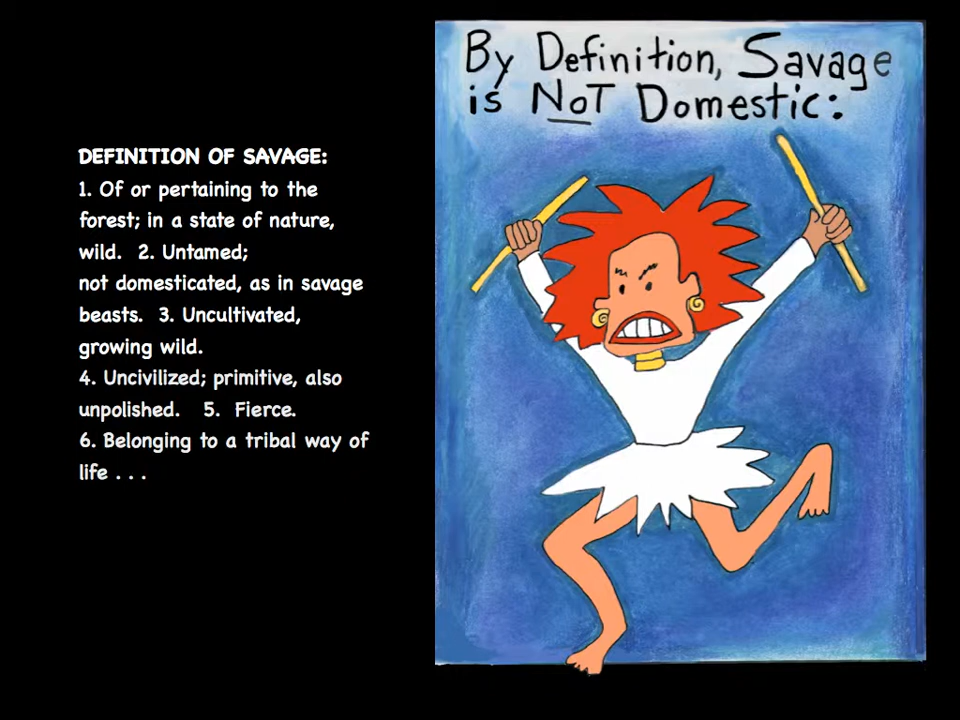 DEFINITION OF SAVAGE:
1. Of or pertaining to the
forest; in a state of nature,
wild. 2. Untamed;
not domesticated, as in savage
beasts. 3. Uncultivated,
growing wild.
4. Uncivilized; primitive, also
unpolished. 5. Fierce.
6. Belonging to a tribal way of
life . . .
By Definition, Savage
is NoT Domestic: